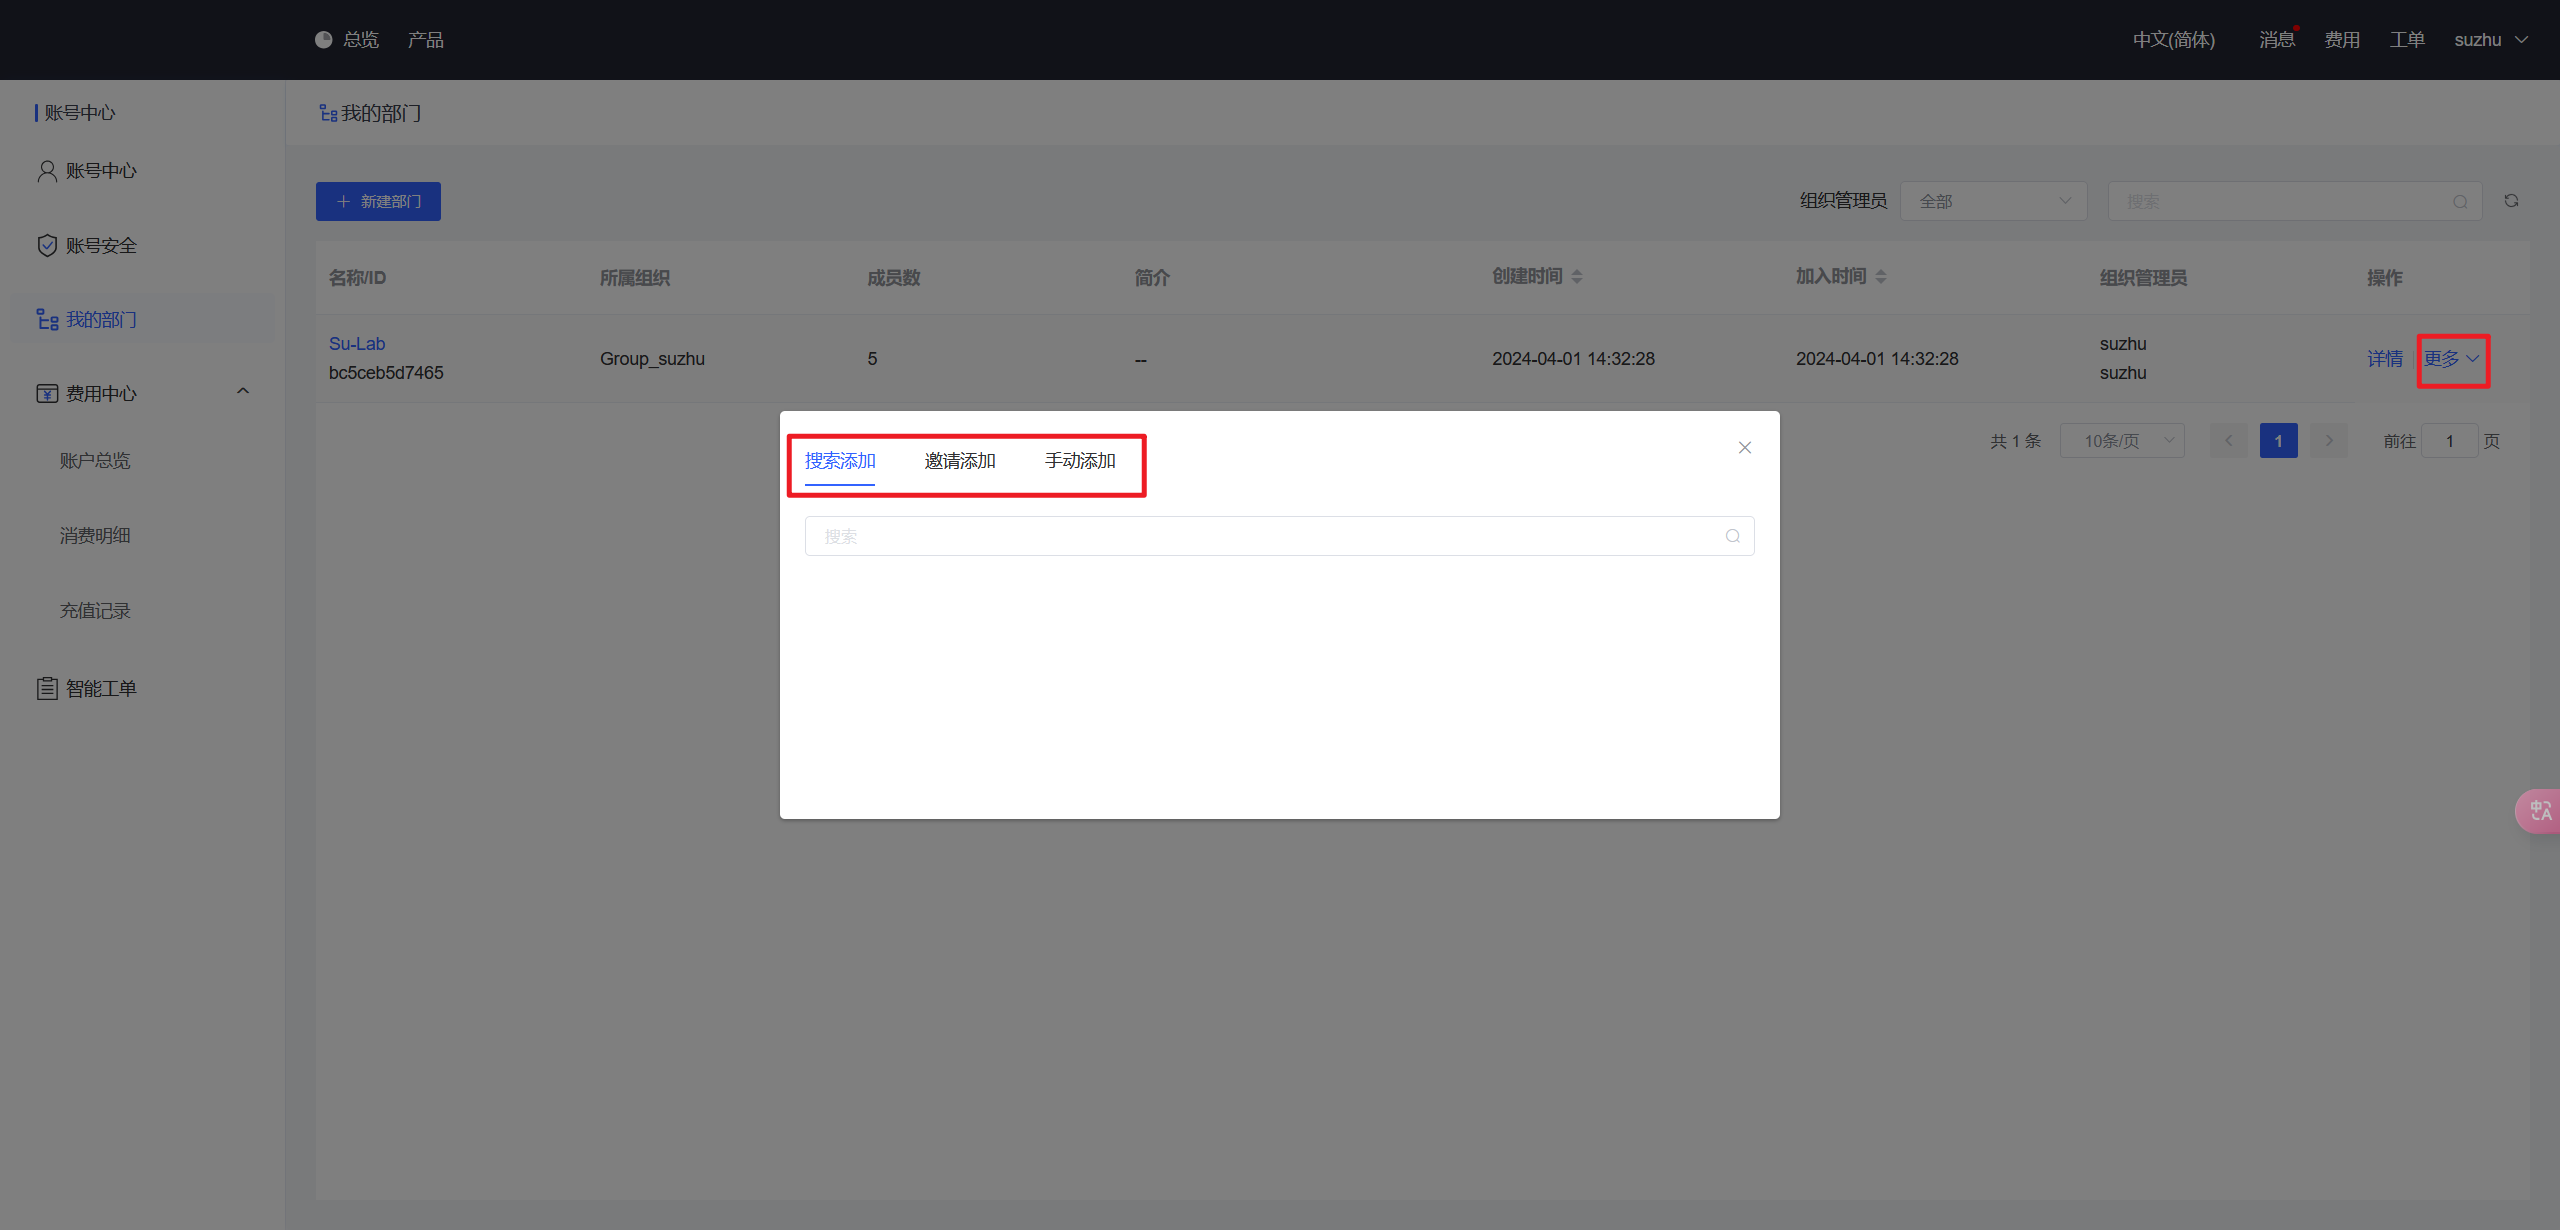 总览 产品 中文(简体) 消息 费用 工单 suzhu
账号中心
账号中心
账号安全
我的部门
费用中心
账户总览
消费明细
充值记录
智能工单
我的部门
新建部门 组织管理员 全部 搜索
名称/ID 所属组织 成员数 简介 创建时间 加入时间 组织管理员 操作
Su-Lab
bc5ceb5d7465
Group_suzhu 5 -- 2024-04-01 14:32:28 2024-04-01 14:32:28
suzhu
suzhu
详情 更多
共 1 条 10条/页 1 前往 1 页
搜索添加 邀请添加 手动添加
搜索
中A